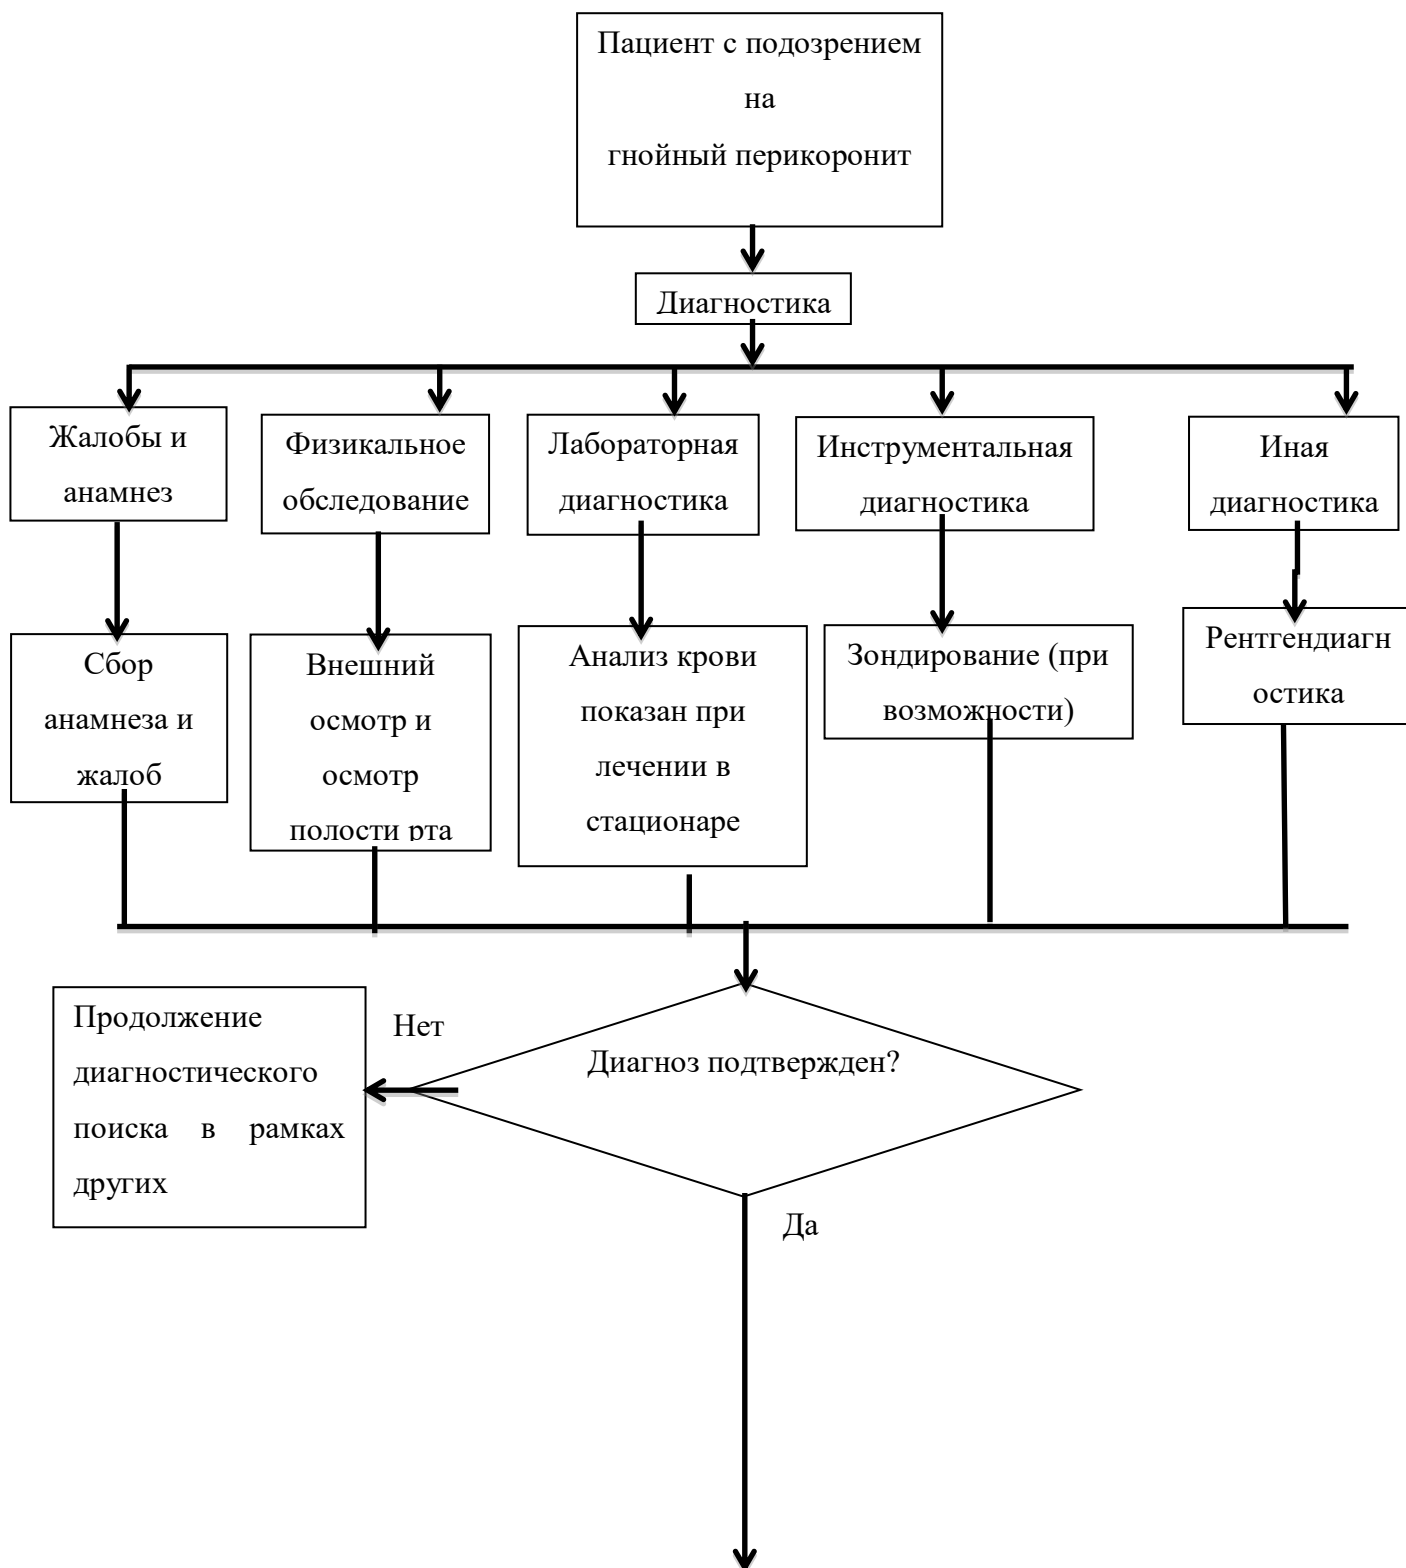 Пациент с подозрением
на
гнойный перикоронит
Диагностика
Жалобы и
анамнез
Физикальное
обследование
Лабораторная
диагностика
Инструментальная
диагностика
Иная
диагностика
Сбор
анамнеза и
жалоб
Внешний
осмотр и
осмотр
полости рта
Анализ крови
показан при
лечении в
стационаре
Зондирование (при
возможности)
Рентгендиагн
остика
Продолжение
диагностического
поиска в рамках
других
Нет
Диагноз подтвержден?
Да